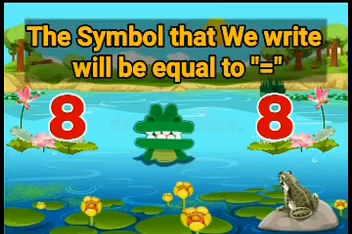 The Symbol that We write
will be equal to "="
8 8